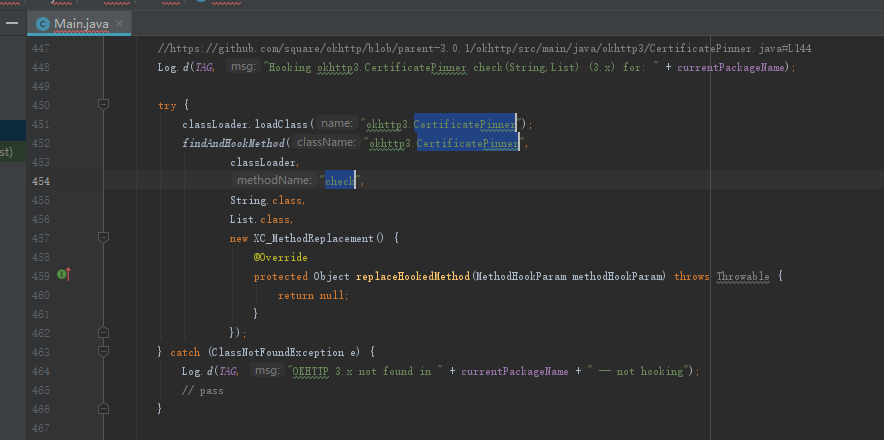 Main.java
447 //https://github.com/square/okhttp/blob/parent-3.0.1/okhttp/src/main/java/okhttp3/CertificatePinner.java#L144
448 Log.d(TAG, msg: "Hooking okhttp3.CertificatePinner.check(String,List) (3.x) for: " + currentPackageName);
449
450 try {
451 classLoader.loadClass( name: "okhttp3.CertificatePinner");
452 findAndHookMethod( className: "okhttp3.CertificatePinner",
453 classLoader,
454 methodName: "check",
455 String.class,
456 List.class,
457 new XC_MethodReplacement() {
458 @Override
459 protected Object replaceHookedMethod(MethodHookParam methodHookParam) throws Throwable {
460 return null;
461 }
462 });
463 } catch (ClassNotFoundException e) {
464 Log.d(TAG, msg: "OKHTTP 3.x not found in " + currentPackageName + " -- not hooking");
465 // pass
466 }
467
st)